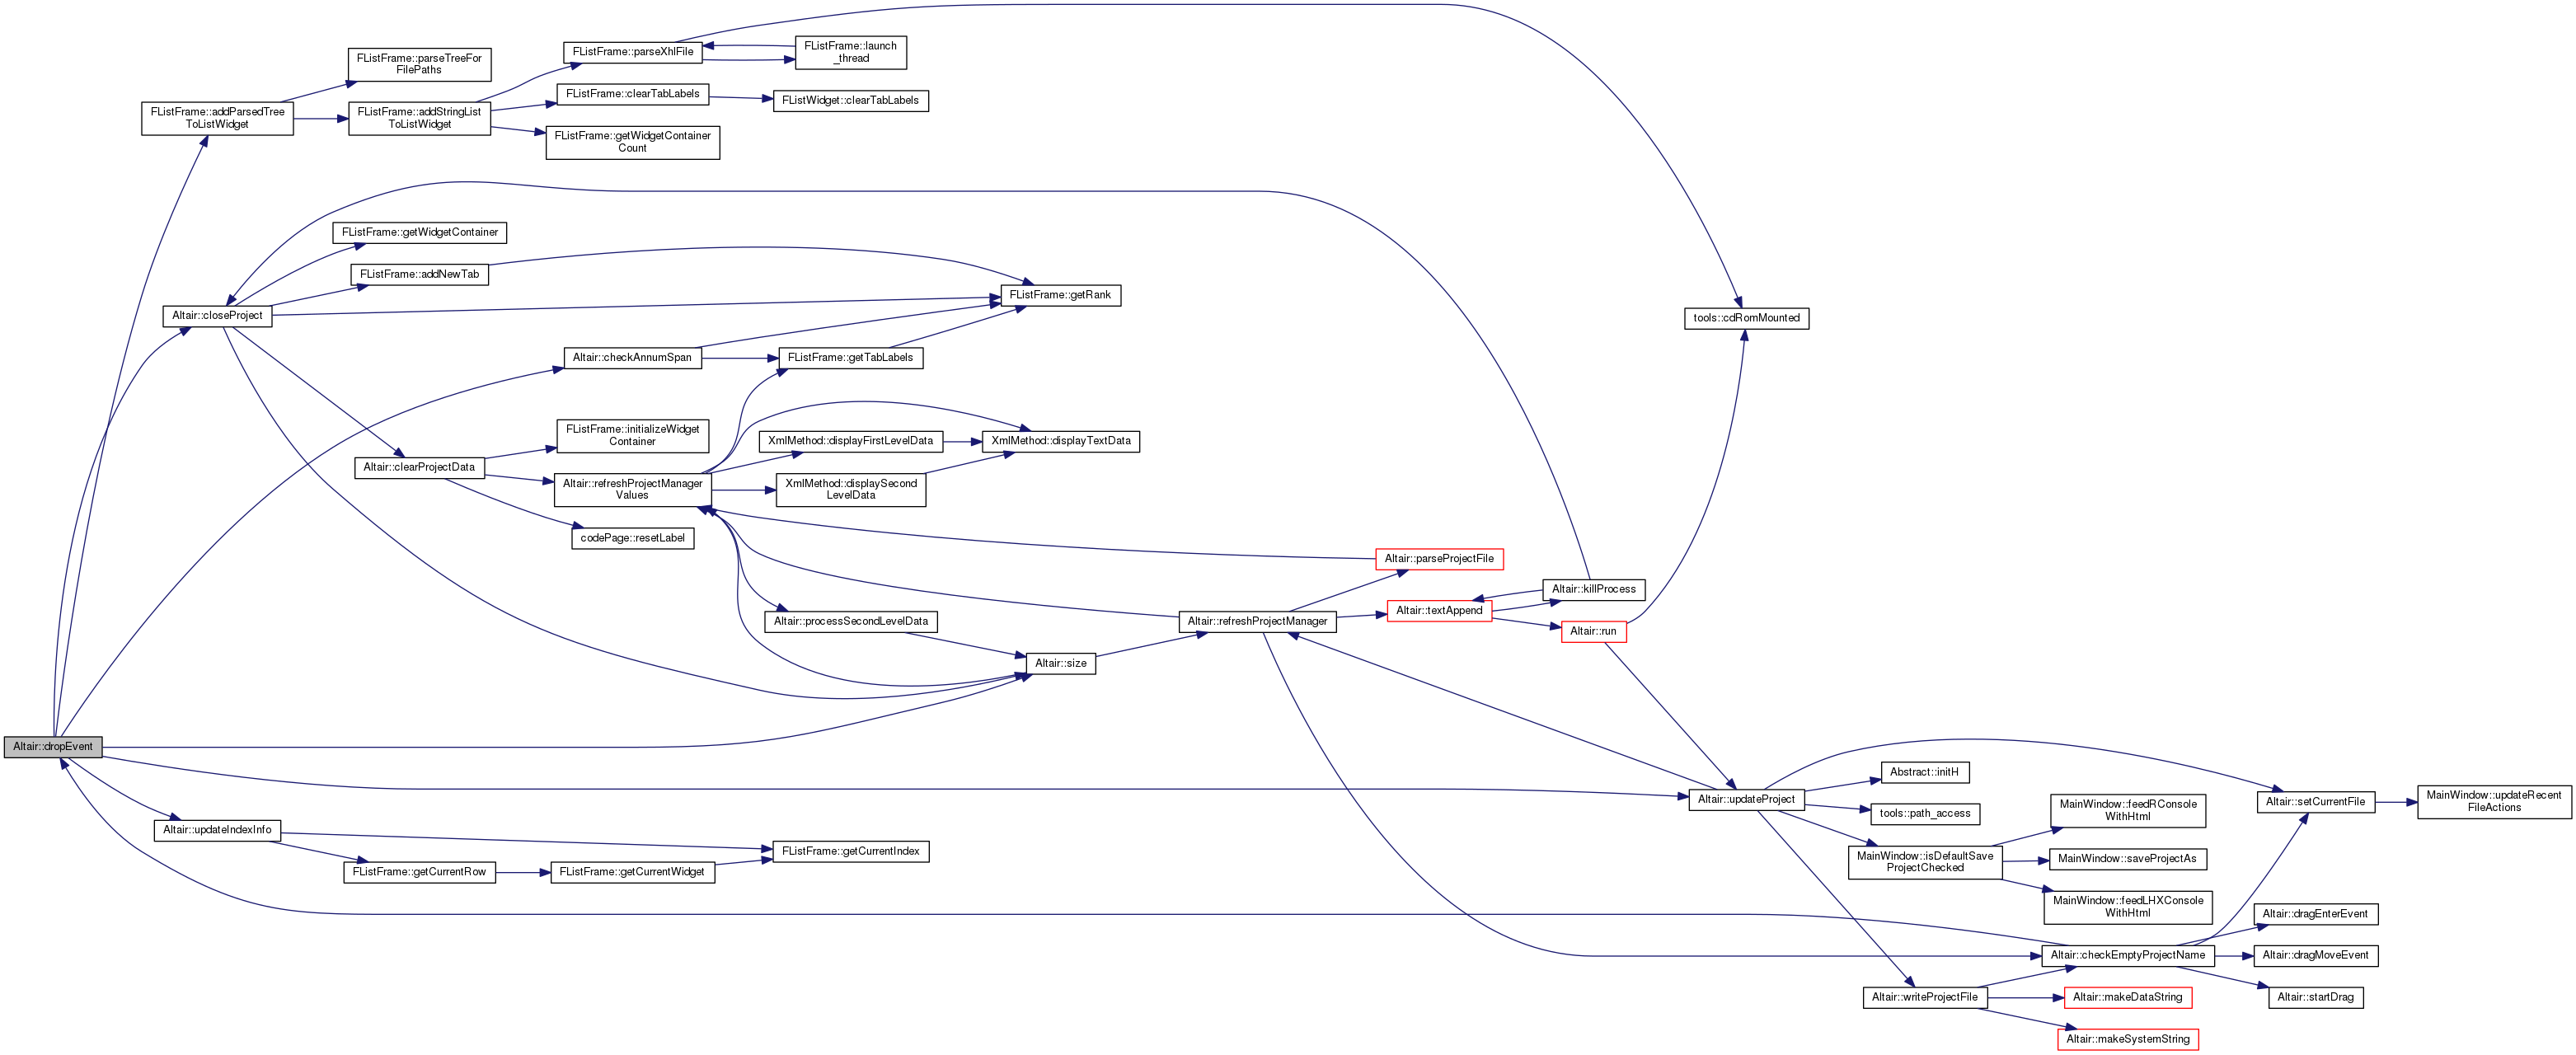 FListFrame::parseTreeFor
FilePaths
FListFrame::parseXhlFile
FListFrame::launch
_thread
FListFrame::addParsedTree
ToListWidget
FListFrame::addStringList
ToListWidget
FListFrame::clearTabLabels
FListWidget::clearTabLabels
FListFrame::getWidgetContainer
Count
FListFrame::getWidgetContainer
FListFrame::addNewTab
FListFrame::getRank
Altair::closeProject
tools::cdRomMounted
Altair::checkAnnumSpan
FListFrame::getTabLabels
FListFrame::initializeWidget
Container
XmlMethod::displayFirstLevelData
XmlMethod::displayTextData
Altair::clearProjectData
Altair::refreshProjectManager
Values
XmlMethod::displaySecond
LevelData
codePage::resetLabel
Altair::parseProjectFile
Altair::killProcess
Altair::textAppend
Altair::processSecondLevelData
Altair::refreshProjectManager
Altair::run
Altair::size
Altair::dropEvent
Abstract::initH
Altair::updateProject
Altair::setCurrentFile
MainWindow::updateRecent
FileActions
tools::path_access
MainWindow::feedRConsole
WithHtml
Altair::updateIndexInfo
FListFrame::getCurrentIndex
MainWindow::isDefaultSave
ProjectChecked
MainWindow::saveProjectAs
FListFrame::getCurrentRow
FListFrame::getCurrentWidget
MainWindow::feedLHXConsole
WithHtml
Altair::dragEnterEvent
Altair::checkEmptyProjectName
Altair::dragMoveEvent
Altair::writeProjectFile
Altair::makeDataString
Altair::startDrag
Altair::makeSystemString